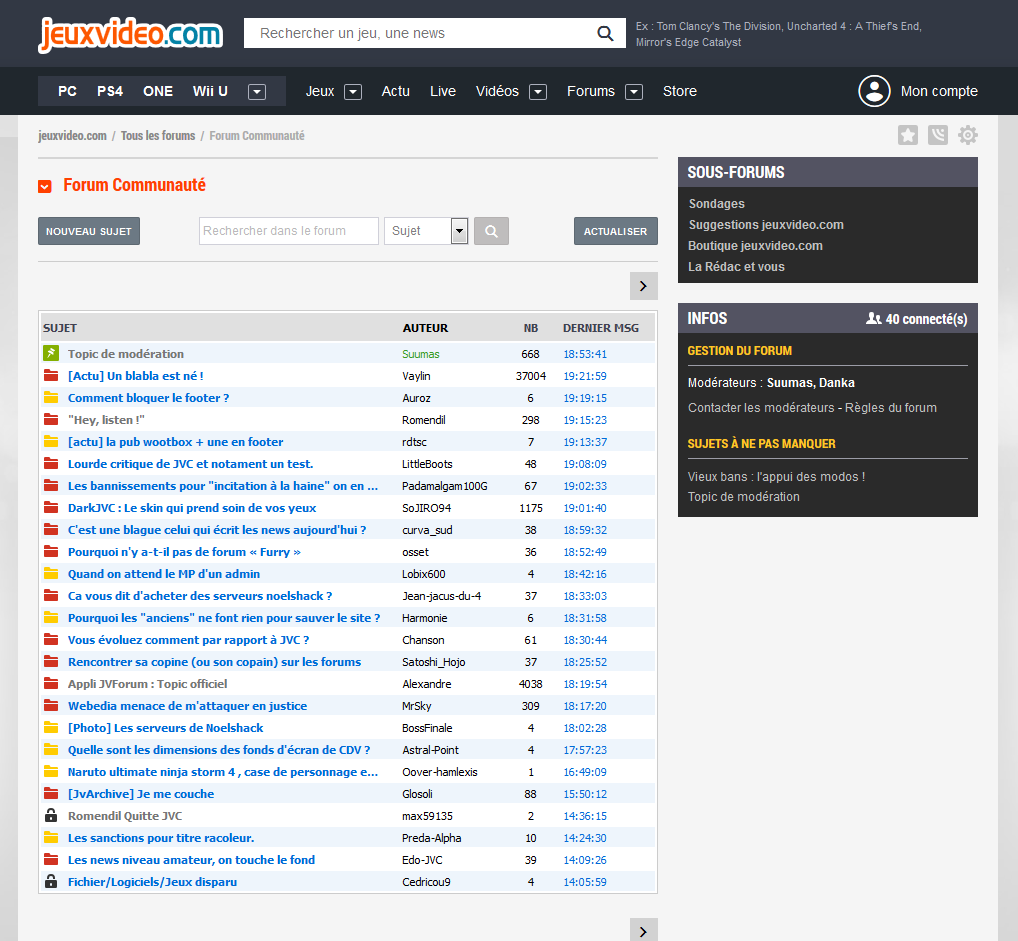 jeuxvideo.com
Rechercher un jeu, une news
Ex : Tom Clancy's The Division, Uncharted 4 : A Thief's End,
Mirror's Edge Catalyst
PC PS4 ONE Wii U Jeux Actu Live Vidéos Forums Store Mon compte
jeuxvideo.com / Tous les forums / Forum Communauté
Forum Communauté
NOUVEAU SUJET Rechercher dans le forum Sujet ACTUALISER
SUJET AUTEUR NB DERNIER MSG
Topic de modération Suumas 668 18:53:41
[Actu] Un blabla est né ! Vaylin 37004 19:21:59
Comment bloquer le footer ? Auroz 6 19:19:15
"Hey, listen !" Romendil 298 19:15:23
[actu] la pub wootbox + une en footer rdtsc 7 19:13:37
Lourde critique de JVC et notament un test. LittleBoots 48 19:08:09
Les bannissements pour "incitation à la haine" on en ... Padamalgam100G 67 19:02:33
DarkJVC : Le skin qui prend soin de vos yeux SoJIRO94 1175 19:01:40
C'est une blague celui qui écrit les news aujourd'hui ? curva_sud 38 18:59:32
Pourquoi n'y a-t-il pas de forum « Furry » osset 36 18:52:49
Quand on attend le MP d'un admin Lobix600 4 18:42:16
Ca vous dit d'acheter des serveurs noelshack ? Jean-jacus-du-4 37 18:33:03
Pourquoi les "anciens" ne font rien pour sauver le site ? Harmonie 6 18:31:58
Vous évoluez comment par rapport à JVC ? Chanson 61 18:30:44
Rencontrer sa copine (ou son copain) sur les forums Satoshi_Hojo 37 18:25:52
Appli JVForum : Topic officiel Alexandre 4038 18:19:54
Webedia menace de m'attaquer en justice MrSky 309 18:17:20
[Photo] Les serveurs de Noelshack BossFinale 4 18:02:28
Quelle sont les dimensions des fonds d'écran de CDV ? Astral-Point 4 17:57:23
Naruto ultimate ninja storm 4 , case de personnage e... Oover-hamlexis 1 16:49:09
[JvArchive] Je me couche Glosoli 88 15:50:12
Romendil Quitte JVC max59135 2 14:36:15
Les sanctions pour titre racoleur. Preda-Alpha 10 14:24:30
Les news niveau amateur, on touche le fond Edo-JVC 39 14:09:26
Fichier/Logiciels/Jeux disparu Cedricou9 4 14:05:59
SOUS-FORUMS
Sondages
Suggestions jeuxvideo.com
Boutique jeuxvideo.com
La Rédac et vous
INFOS 40 connecté(s)
GESTION DU FORUM
Modérateurs : Suumas, Danka
Contacter les modérateurs - Règles du forum
SUJETS À NE PAS MANQUER
Vieux bans : l'appui des modos !
Topic de modération